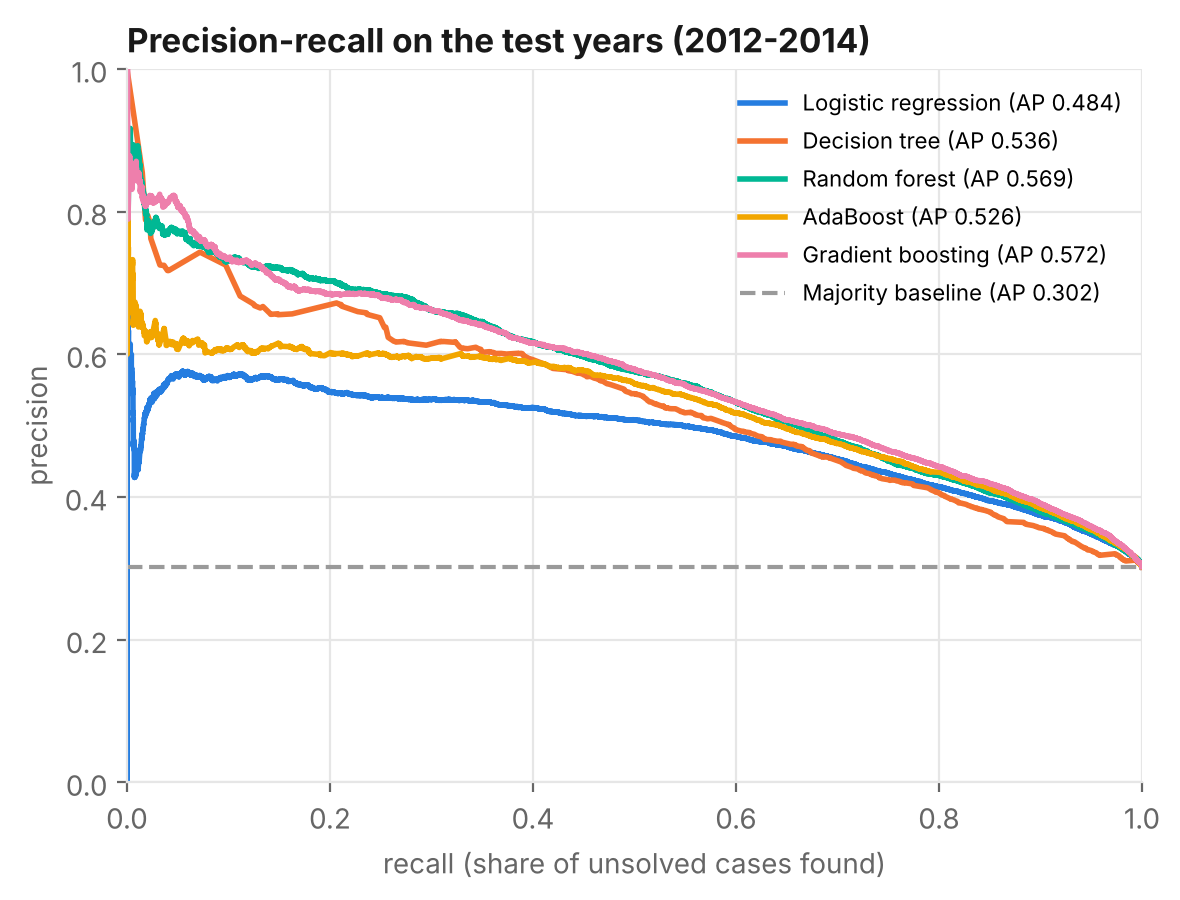 Precision-recall on the test years (2012-2014)
1.0
0.8
0.6
0.4
0.2
0.0
precision
Logistic regression (AP 0.484)
Decision tree (AP 0.536)
Random forest (AP 0.569)
AdaBoost (AP 0.526)
Gradient boosting (AP 0.572)
Majority baseline (AP 0.302)
0.0 0.2 0.4 0.6 0.8 1.0
recall (share of unsolved cases found)